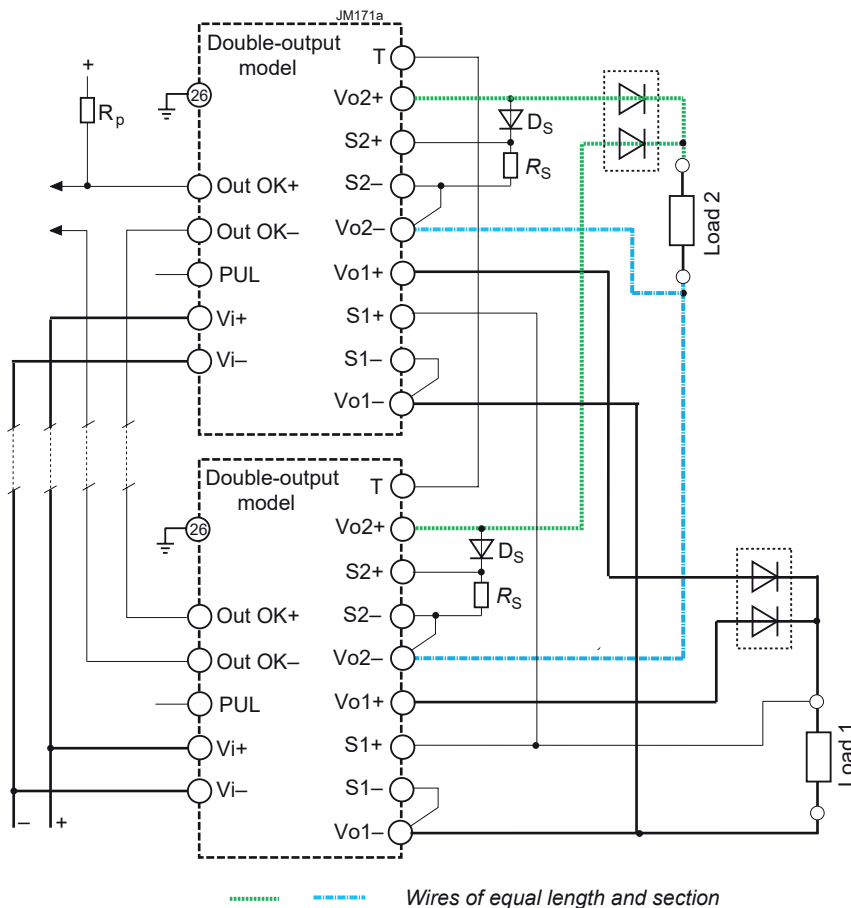 JM171a
Double-output
model
T
Vo2+
S2+
S2–
Vo2–
Vo1+
S1+
S1–
Vo1–
26
+
Rp
Out OK+
Out OK–
PUL
Vi+
Vi–
DS
RS
Load 2
Double-output
model
T
Vo2+
S2+
S2–
Vo2–
Vo1+
S1+
S1–
Vo1–
26
Out OK+
Out OK–
PUL
Vi+
Vi–
DS
RS
Load 1
– +
Wires of equal length and section